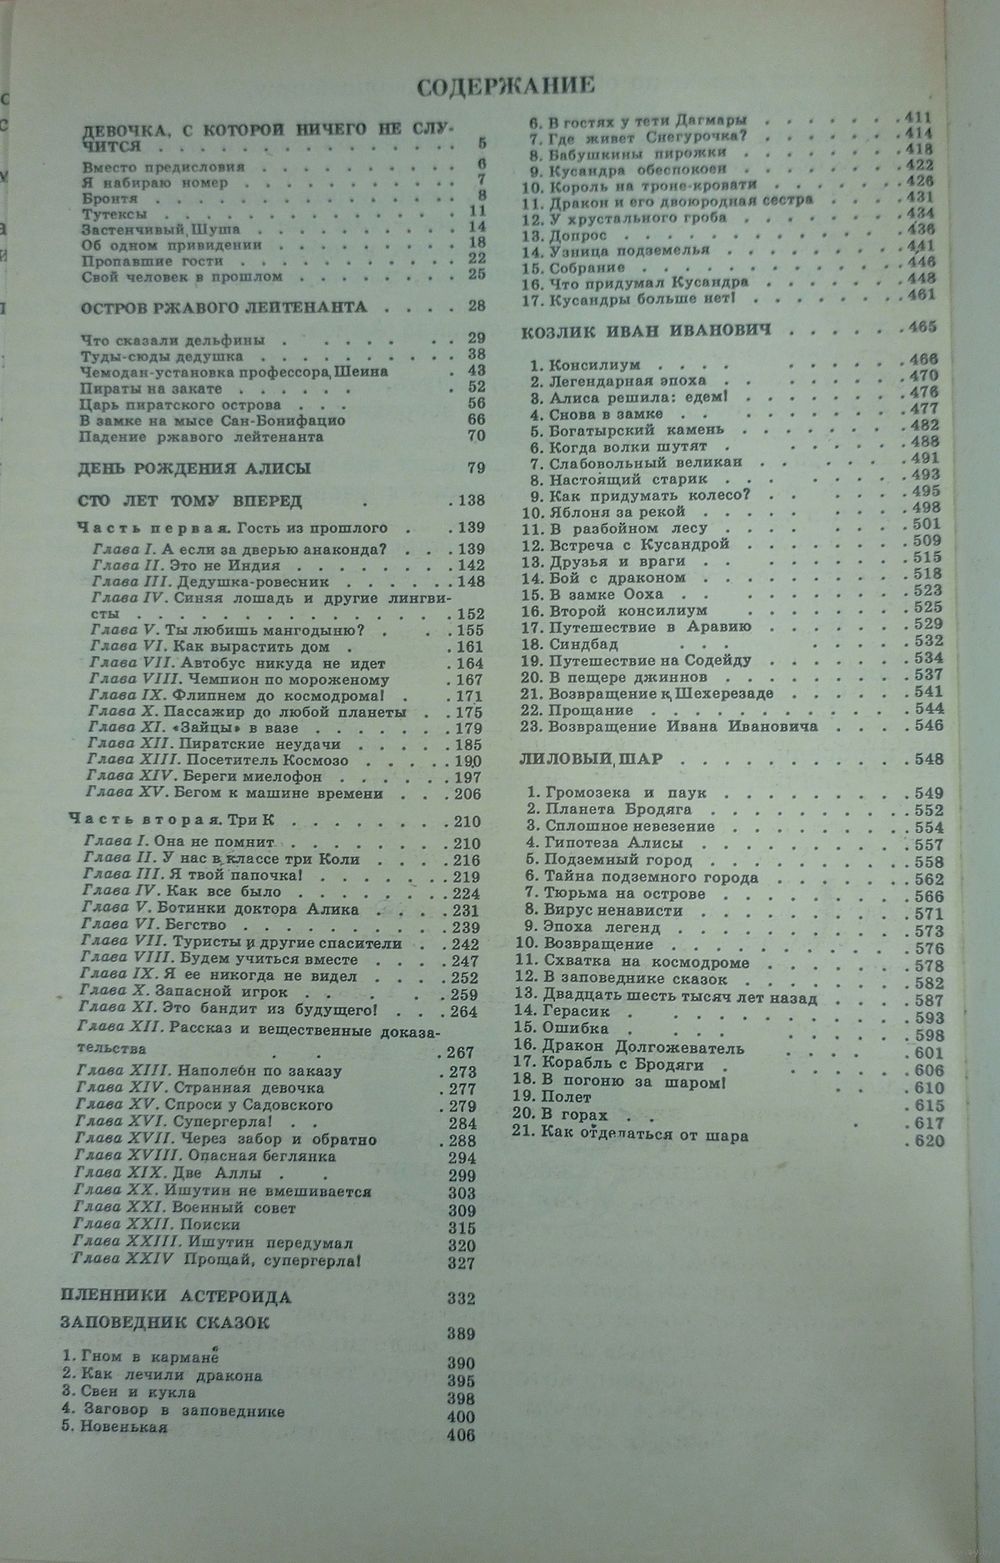 СОДЕРЖАНИЕ
ДЕВОЧКА, С КОТОРОЙ НИЧЕГО НЕ СЛУ-
ЧИТСЯ . . . . . . . . . . . . . . . 5
Вместо предисловия . . . . . . . . . . 6
Я набираю номер . . . . . . . . . . . 7
Бронтя . . . . . . . . . . . . . . . 8
Тутексы . . . . . . . . . . . . . . 11
Застенчивый Шуша . . . . . . . . . . 14
Об одном привидении . . . . . . . . . 18
Пропавшие гости . . . . . . . . . . . 22
Свой человек в прошлом . . . . . . . . 25
ОСТРОВ РЖАВОГО ЛЕЙТЕНАНТА . . . . 28
Что сказали дельфины . . . . . . . 29
Туды-сюды дедушка . . . . . . . . . . 38
Чемодан-установка профессора Шеина . 43
Пираты на закате . . . . . . . 52
Царь пиратского острова . . . 56
В замке на мысе Сан-Бонифацио 66
Падение ржавого лейтенанта 70
ДЕНЬ РОЖДЕНИЯ АЛИСЫ 79
СТО ЛЕТ ТОМУ ВПЕРЕД . . 138
Часть первая. Гость из прошлого . . 139
Глава I. А если за дверью анаконда? . . . 139
Глава II. Это не Индия . . . . . . . . 142
Глава III. Дедушка-ровесник . . . . . . 148
Глава IV. Синяя лошадь и другие лингви-
сты . . . . . . . . . . . . . . . 152
Глава V. Ты любишь мангодыню? . . . 155
Глава VI. Как вырастить дом . . 161
Глава VII. Автобус никуда не идет . 164
Глава VIII. Чемпион по мороженому . 167
Глава IX. Флипнем до космодрома! . . 171
Глава X. Пассажир до любой планеты . . 175
Глава XI. «Зайцы» в вазе . . . . . . . 179
Глава XII. Пиратские неудачи . . . . . 185
Глава XIII. Посетитель Космозо . . . . . 190
Глава XIV. Береги миелофон . . . . . . 197
Глава XV. Бегом к машине времени . . . 206
Часть вторая. Три К . . . . . . . . 210
Глава I. Она не помнит . . . . . . . . 210
Глава II. У нас в классе три Коли . . . . 216
Глава III. Я твой папочка! . . . . . . . 219
Глава IV. Как все было . . . . . . . . 224
Глава V. Ботинки доктора Алика . . . . 231
Глава VI. Бегство . . . . . . . . . . 239
Глава VII. Туристы и другие спасители . . 242
Глава VIII. Будем учиться вместе . . . . 247
Глава IX. Я ее никогда не видел . . . . 252
Глава X. Запасной игрок . . . . . 259
Глава XI. Это бандит из будущего! . . . 264
Глава XII. Рассказ и вещественные доказа-
тельства . . . 267
Глава XIII. Наполеон по заказу . 273
Глава XIV. Странная девочка . 277
Глава XV. Спроси у Садовского . 279
Глава XVI. Супергерла! . . 284
Глава XVII. Через забор и обратно . 288
Глава XVIII. Опасная беглянка 294
Глава XIX. Две Аллы . . 299
Глава XX. Ишутин не вмешивается 303
Глава XXI. Военный совет 309
Глава XXII. Поиски 315
Глава XXIII. Ишутин передумал 320
Глава XXIV Прощай, супергерла! 327
ПЛЕННИКИ АСТЕРОИДА 332
ЗАПОВЕДНИК СКАЗОК 389
1. Гном в кармане 390
2. Как лечили дракона 395
3. Свен и кукла 398
4. Заговор в заповеднике 400
5. Новенькая 406
6. В гостях у тети Дагмары . . . . . . . 411
7. Где живет Снегурочка? . . . . . . . 414
8. Бабушкины пирожки . . . . . . . . 418
9. Кусандра обеспокоен . . . . . . . . 422
10. Король на троне-кровати . . . . . . 426
11. Дракон и его двоюродная сестра . . . . 431
12. У хрустального гроба . . . . . . . . 434
13. Допрос . . . . . . . . . . . . . 436
14. Узница подземелья . . . . . . . . . 441
15. Собрание . . . . . . . . . . . . 446
16. Что придумал Кусандра . . . . . . . 448
17. Кусандры больше нет! . . . . . . . . 461
КОЗЛИК ИВАН ИВАНОВИЧ . . . . . . 465
1. Консилиум . . . . . . . . . . 466
2. Легендарная эпоха . . . . . . . . 470
3. Алиса решила: едем! . . . . . . . . 476
4. Снова в замке . . . . . . . . . 477
5. Богатырский камень . . . . . . . . 482
6. Когда волки шутят . . . . . . . 488
7. Слабовольный великан . . . . . . 491
8. Настоящий старик . . . . . . . 493
9. Как придумать колесо? . . . . . . 495
10. Яблоня за рекой . . . . . . . . . 498
11. В разбойном лесу . . . . . . . . 501
12. Встреча с Кусандрой . . . . . . . . 509
13. Друзья и враги . . . . . . . . . 515
14. Бой с драконом . . . . . . . . . . 518
15. В замке Ооха . . . . . . . . . 523
16. Второй консилиум . . . . . . . . 525
17. Путешествие в Аравию . . . . . . . 529
18. Синдбад . . . . . . . 532
19. Путешествие на Содейду . . . . . . . 534
20. В пещере джиннов . . . . . . . . . 537
21. Возвращение к Шехерезаде . . . . . . 541
22. Прощание . . . . . . . . . . . . 544
23. Возвращение Ивана Ивановича . . . . 546
ЛИЛОВЫЙ ШАР . . . . . . . . . . . 548
1. Громозека и паук . . . . . . . . . 549
2. Планета Бродяга . . . . . . . . . 552
3. Сплошное невезение . . . . . . . . 554
4. Гипотеза Алисы . . . . . . . . . . 557
5. Подземный город . . . . . . . . . 558
6. Тайна подземного города . . . . . . . 562
7. Тюрьма на острове . . . . . . . . . 566
8. Вирус ненависти . . . . . . . . . . 571
9. Эпоха легенд . . . . . . . . . . . 573
10. Возвращение . . . . . . . . . . . 576
11. Схватка на космодроме . . . . . . . 578
12. В заповеднике сказок . . . . . . . . 582
13. Двадцать шесть тысяч лет назад . . . . 587
14. Герасик . . . . . . . . . . 593
15. Ошибка . . . . . . . . 598
16. Дракон Долгожеватель . . . . . 601
17. Корабль с Бродяги . . . . . . . 606
18. В погоню за шаром! . . . 610
19. Полет . 615
20. В горах . . . . 617
21. Как отделаться от шара . 620